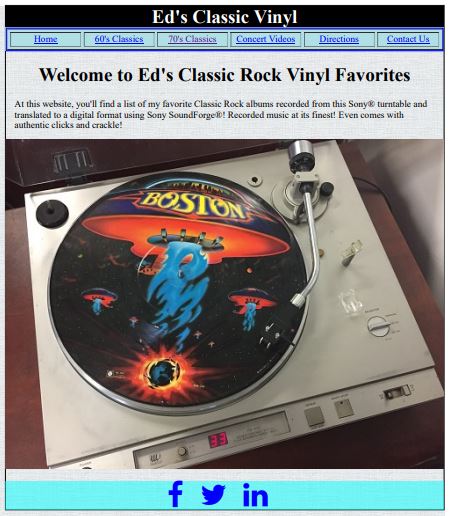 Ed's Classic Vinyl
Home 60's Classics 70's Classics Concert Videos Directions Contact Us
Welcome to Ed's Classic Rock Vinyl Favorites
At this website, you'll find a list of my favorite Classic Rock albums recorded from this Sony® turntable and
translated to a digital format using Sony SoundForge®! Recorded music at its finest! Even comes with
authentic clicks and crackle!
BOSTON
33